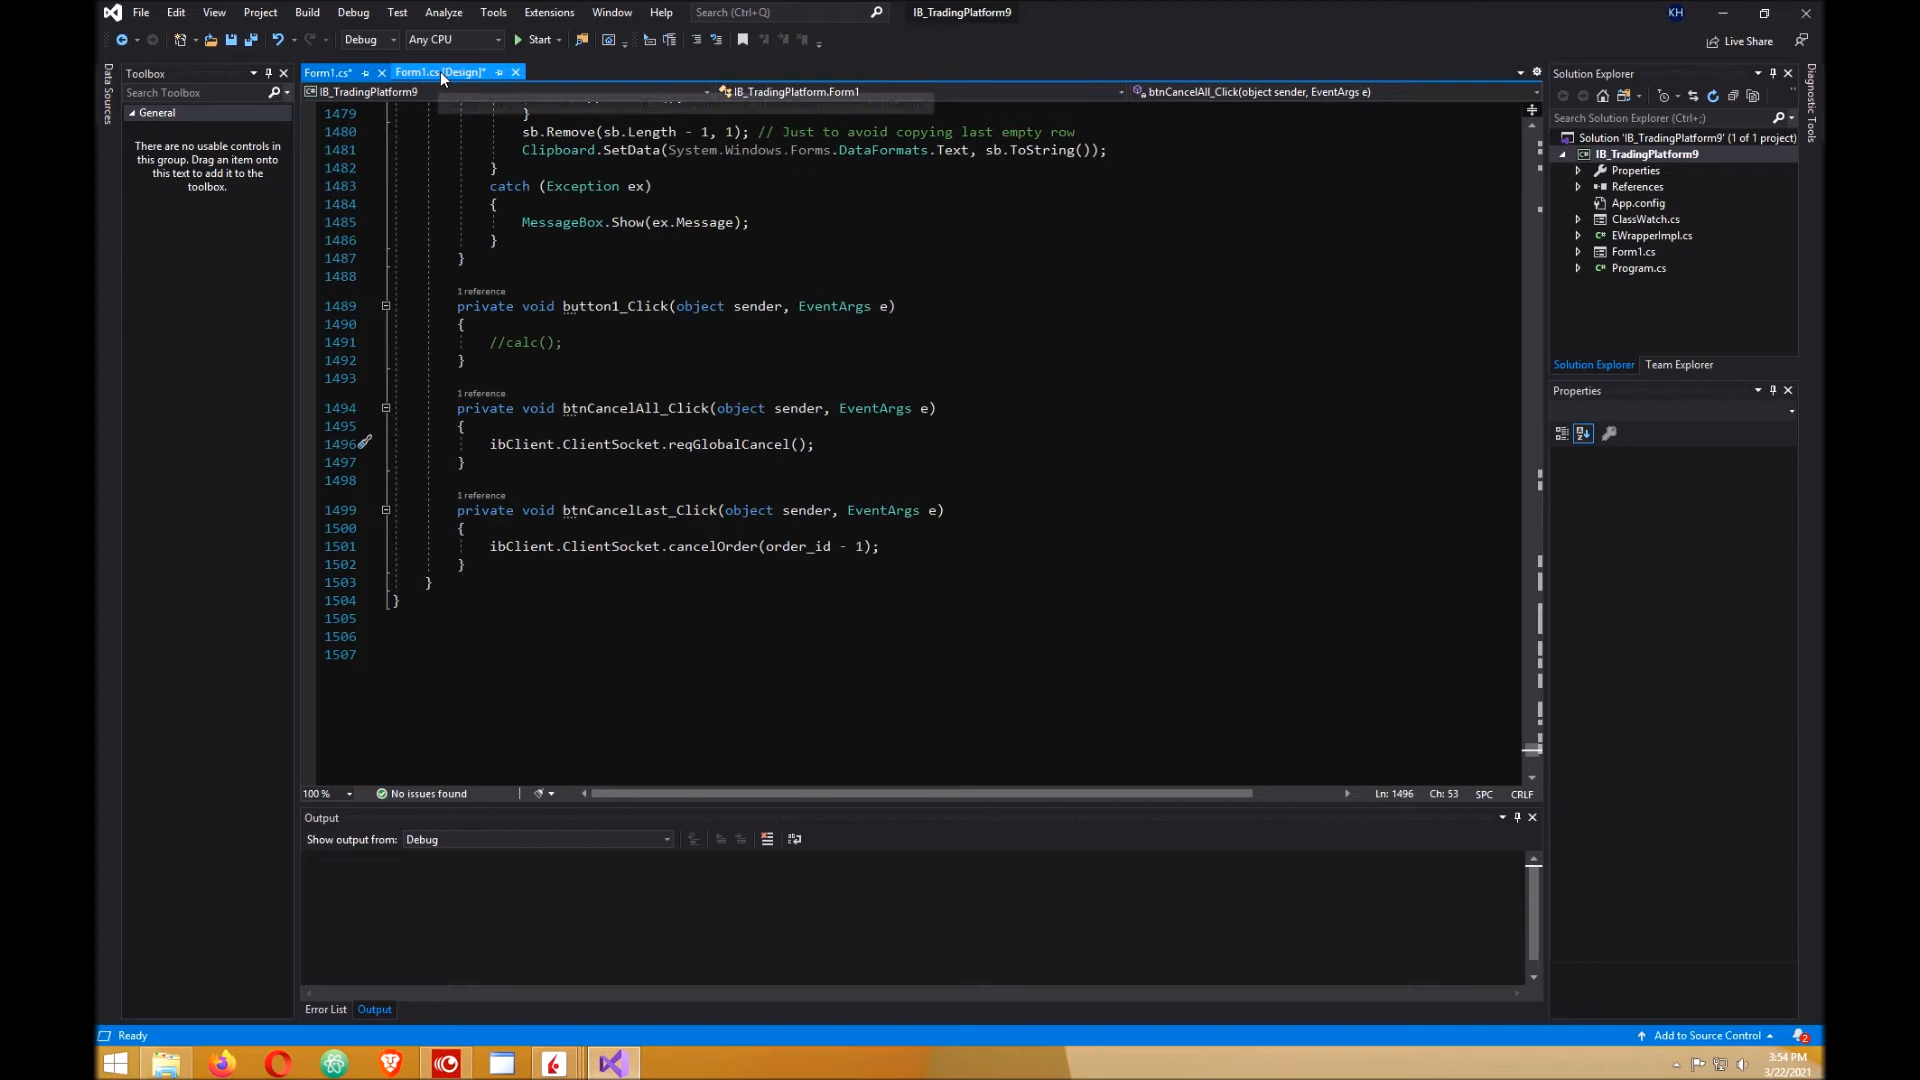 File Edit View Project Build Debug Test Analyze Tools Extensions Window Help Search (Ctrl+Q) IB_TradingPlatform9 KH
Debug Any CPU Start Live Share
Data Sources
Toolbox
Search Toolbox
General
There are no usable controls in
this group. Drag an item onto
this text to add it to the
toolbox.
Form1.cs* Form1.cs [Design]*
IB_TradingPlatform9 IB_TradingPlatform.Form1 btnCancelAll_Click(object sender, EventArgs e)
1479 }
1480 sb.Remove(sb.Length - 1, 1); // Just to avoid copying last empty row
1481 Clipboard.SetData(System.Windows.Forms.DataFormats.Text, sb.ToString());
1482 }
1483 catch (Exception ex)
1484 {
1485 MessageBox.Show(ex.Message);
1486 }
1487 }
1488
1 reference
1489 private void button1_Click(object sender, EventArgs e)
1490 {
1491 //calc();
1492 }
1493
1 reference
1494 private void btnCancelAll_Click(object sender, EventArgs e)
1495 {
1496 ibClient.ClientSocket.reqGlobalCancel();
1497 }
1498
1 reference
1499 private void btnCancelLast_Click(object sender, EventArgs e)
1500 {
1501 ibClient.ClientSocket.cancelOrder(order_id - 1);
1502 }
1503 }
1504 }
1505
1506
1507
100 % No issues found Ln: 1496 Ch: 53 SPC CRLF
Output
Show output from: Debug
Error List Output
Solution Explorer
Search Solution Explorer (Ctrl+;)
Solution 'IB_TradingPlatform9' (1 of 1 project)
IB_TradingPlatform9
Properties
References
App.config
ClassWatch.cs
EWrapperImpl.cs
Form1.cs
Program.cs
Solution Explorer Team Explorer
Properties
Diagnostic Tools
Ready Add to Source Control 2
3:54 PM
3/22/2021